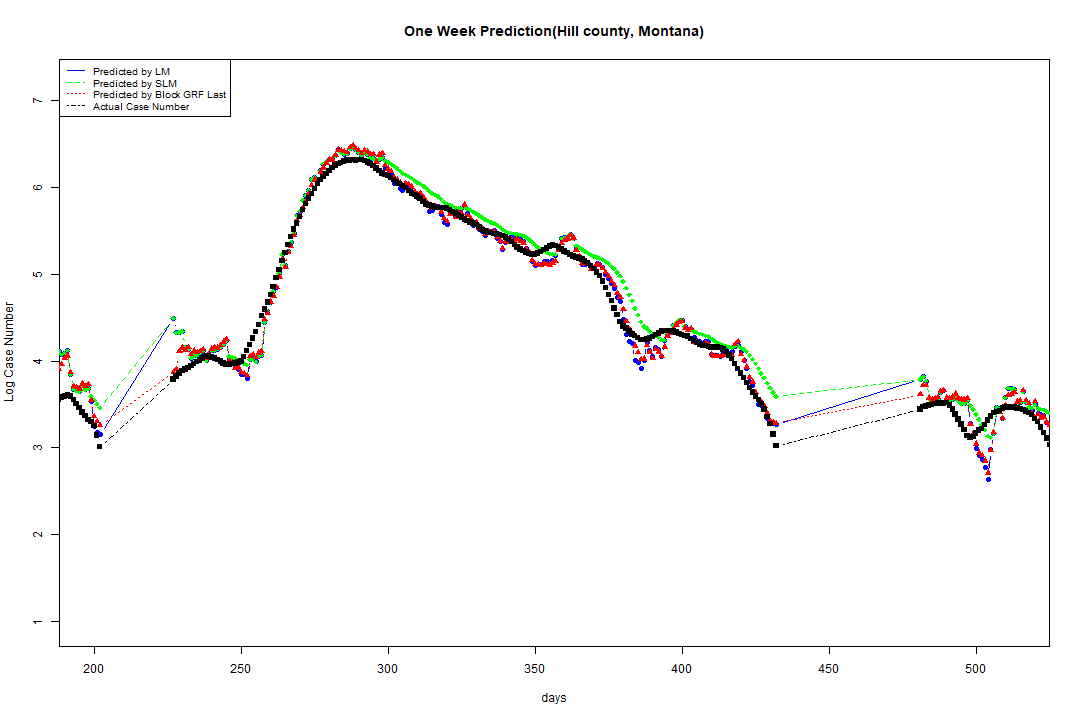 One Week Prediction(Hill county, Montana)
Predicted by LM
Predicted by SLM
Predicted by Block GRF Last
Actual Case Number
7
6
5
4
3
2
1
Log Case Number
200 250 300 350 400 450 500
days